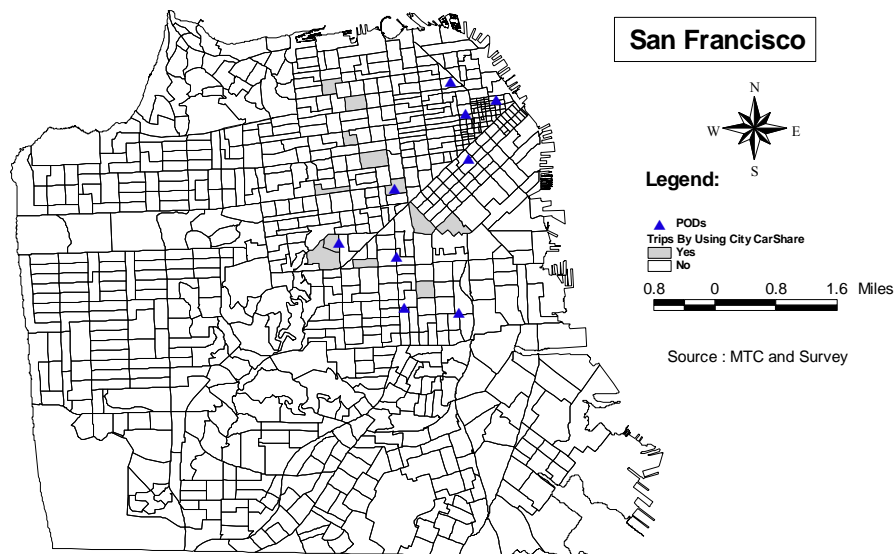 San Francisco
N
W E
S
Legend:
PODs
Trips By Using City CarShare
Yes
No
0.8 0 0.8 1.6 Miles
Source : MTC and Survey